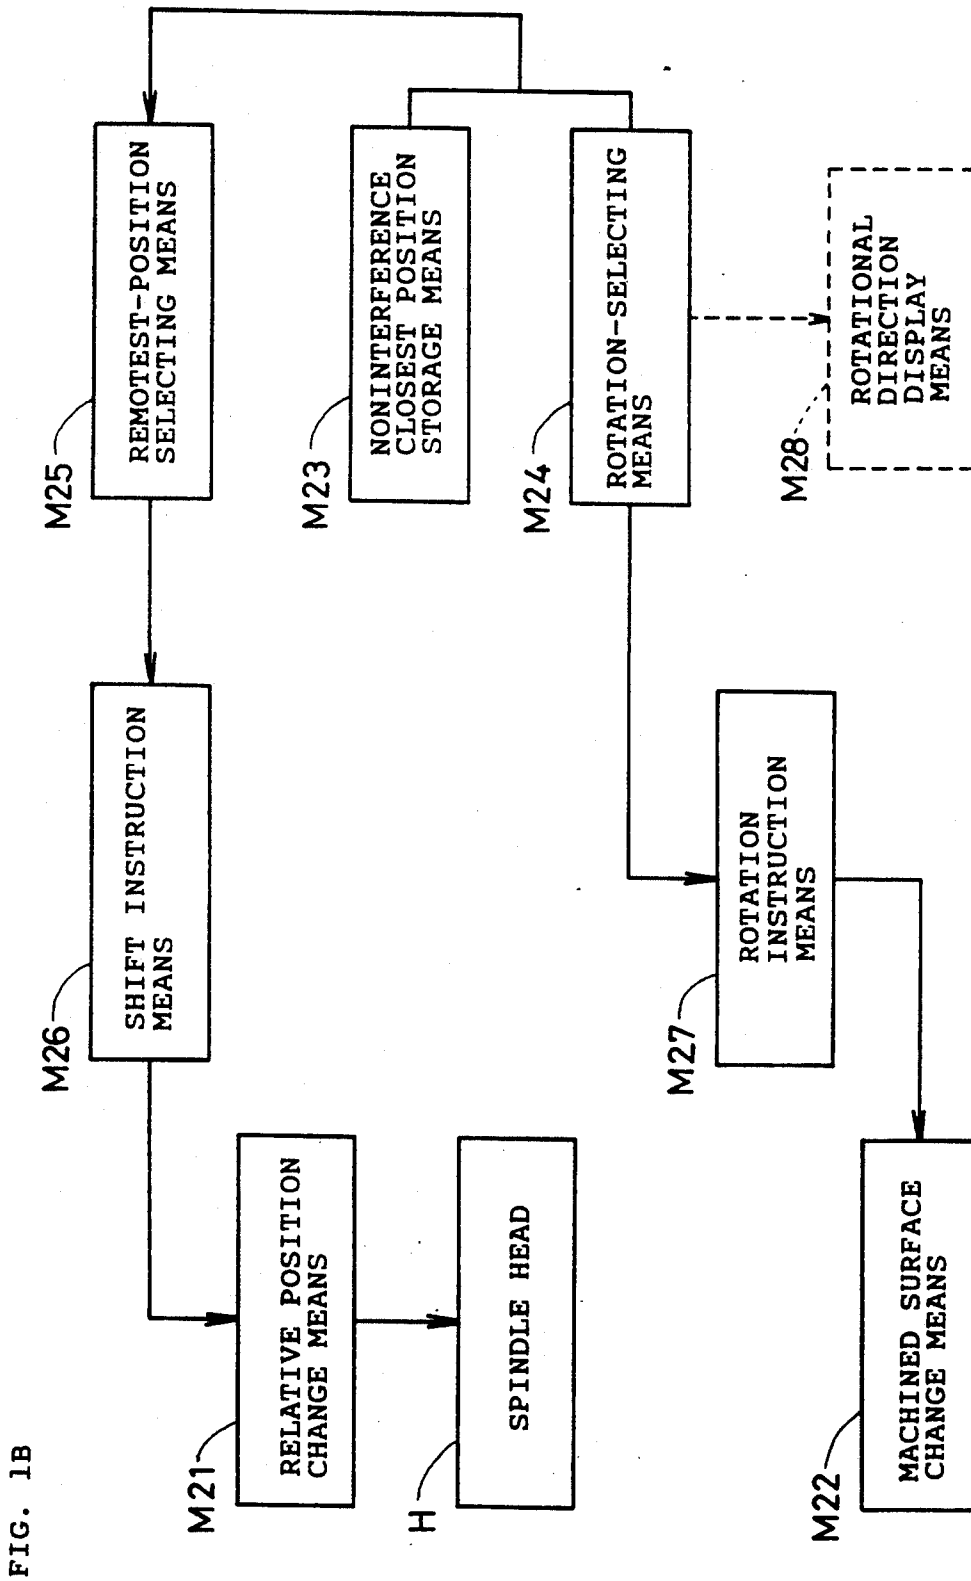 FIG. 1B
M21
RELATIVE POSITION
CHANGE MEANS
H
SPINDLE HEAD
M22
MACHINED SURFACE
CHANGE MEANS
M26
SHIFT INSTRUCTION
MEANS
M27
ROTATION
INSTRUCTION
MEANS
M25
REMOTEST-POSITION
SELECTING MEANS
M23
NONINTERFERENCE
CLOSEST POSITION
STORAGE MEANS
M24
ROTATION-SELECTING
MEANS
M28
ROTATIONAL
DIRECTION
DISPLAY
MEANS